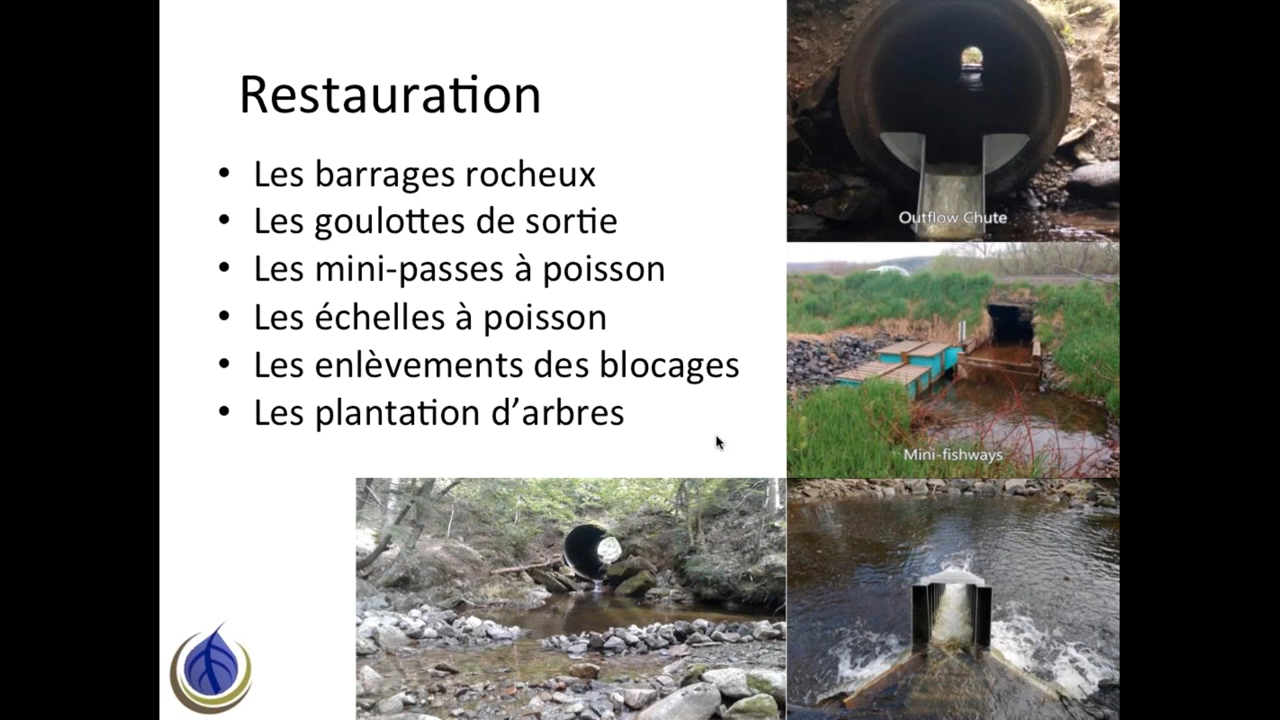 Restauration
• Les barrages rocheux
• Les goulottes de sortie
• Les mini-passes à poisson
• Les échelles à poisson
• Les enlèvements des blocages
• Les plantation d’arbres
Outflow Chute
Mini-fishways